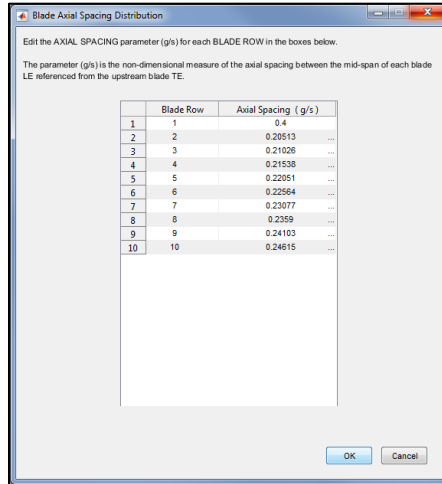 Blade Axial Spacing Distribution
Edit the AXIAL SPACING parameter (g/s) for each BLADE ROW in the boxes below.
The parameter (g/s) is the non-dimensional measure of the axial spacing between the mid-span of each blade
LE referenced from the upstream blade TE.
Blade Row Axial Spacing ( g/s )
1 1 0.4
2 2 0.20513 ...
3 3 0.21026 ...
4 4 0.21538 ...
5 5 0.22051 ...
6 6 0.22564 ...
7 7 0.23077 ...
8 8 0.2359 ...
9 9 0.24103 ...
10 10 0.24615 ...
OK Cancel